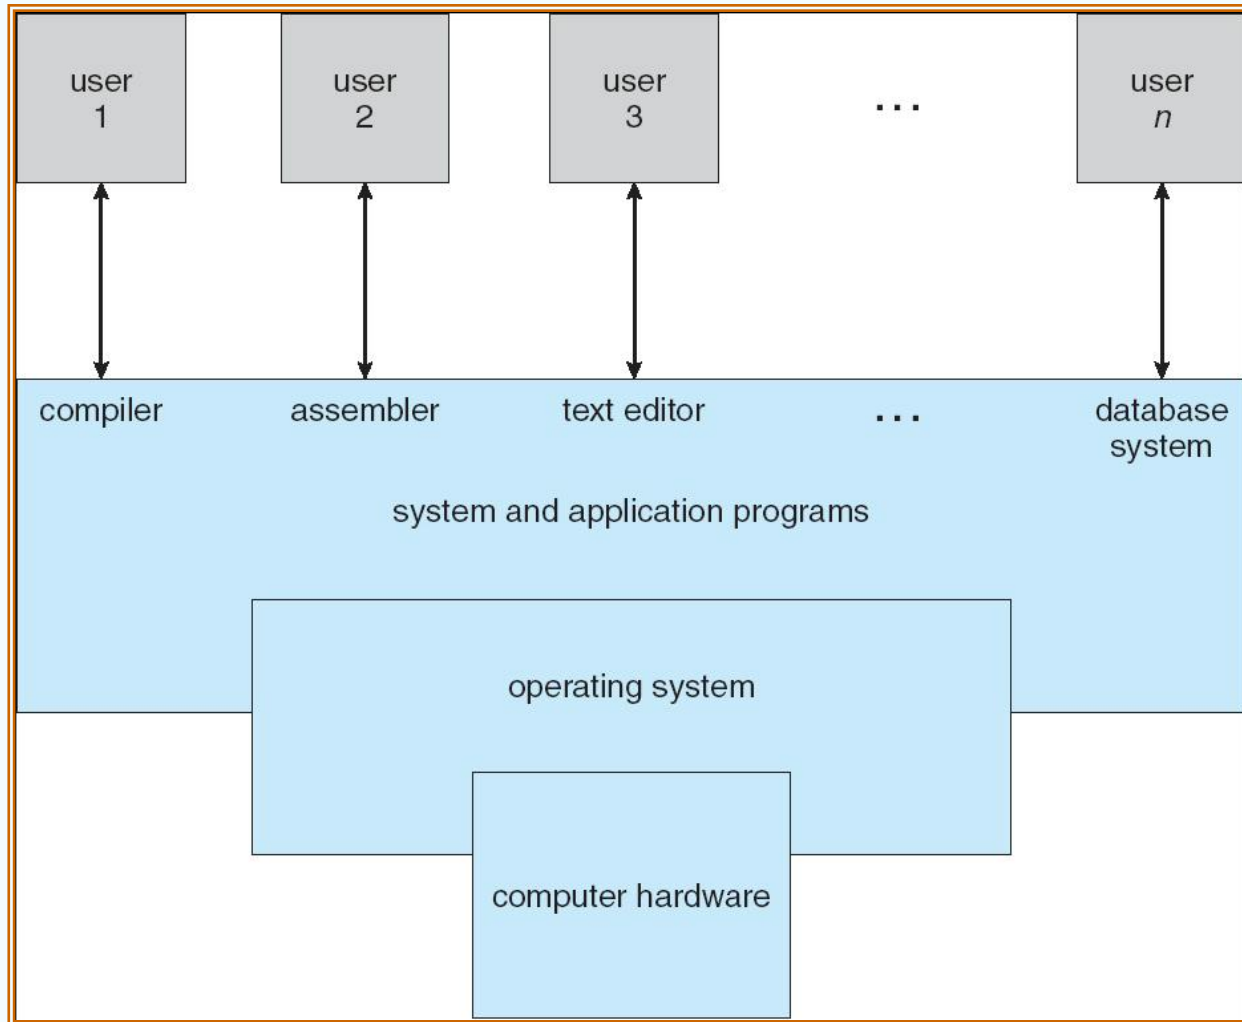 user
1
user
2
user
3
...
user
n
compiler
assembler
text editor
...
database
system
system and application programs
operating system
computer hardware